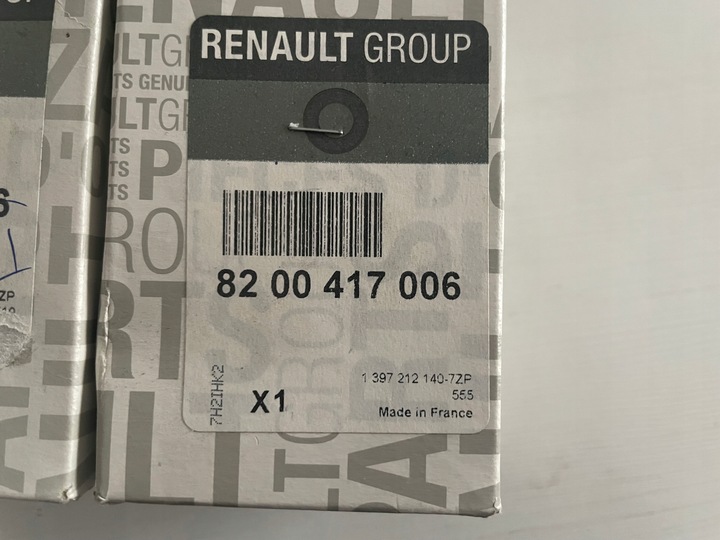 RENAULT GROUP
82 00 417 006
7H2IHK2
X1
1 397 212 140-7ZP
555
Made in France